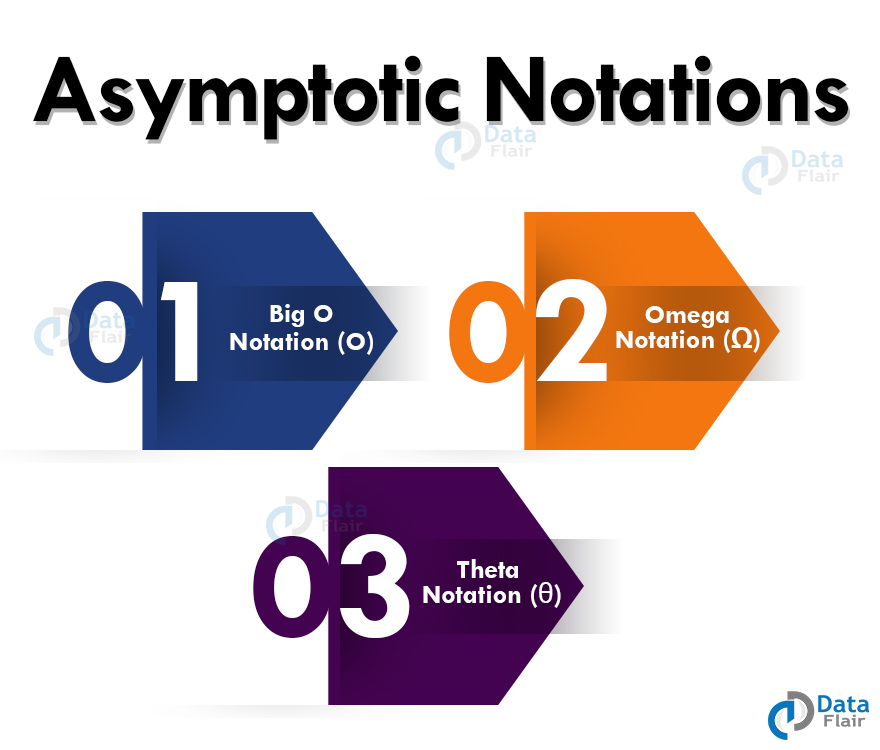 Asymptotic Notations
Data
Flair
Data
Flair
01
Big O
Notation (O)
Data
Flair
02
Omega
Notation (Ω)
03
Theta
Notation (θ)
Data
Flair
Data
Flair